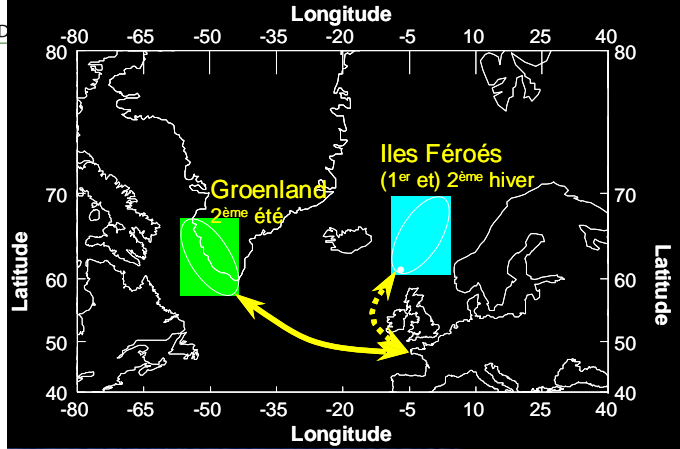 D
Longitude
-80 -65 -50 -35 -20 -5 10 25 40
80 80
Iles Féroés
(1er et) 2ème hiver
Groenland
2ème été
70 70
Latitude Latitude
60 60
50 50
40 40
-80 -65 -50 -35 -20 -5 10 25 40
Longitude